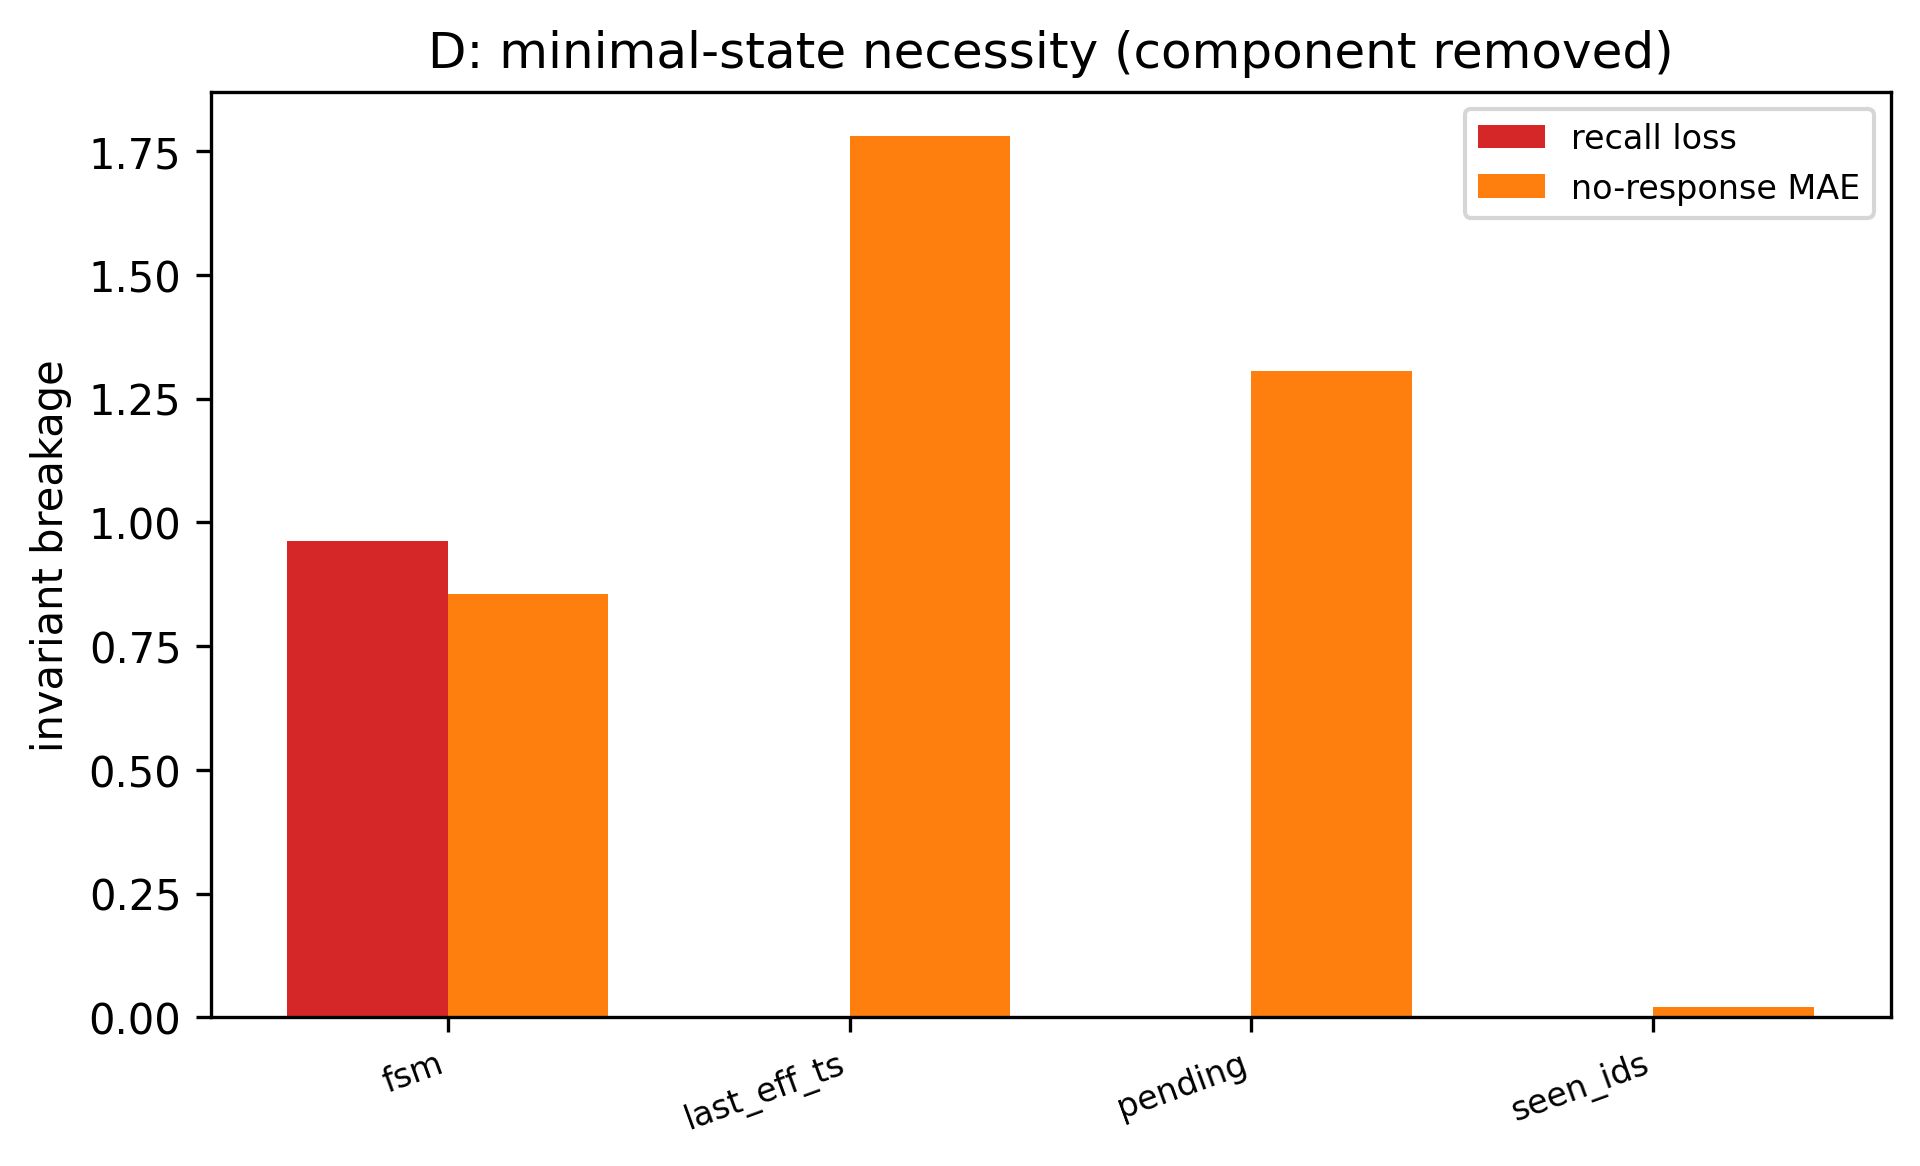 D: minimal-state necessity (component removed)
recall loss
no-response MAE
invariant breakage
1.75
1.50
1.25
1.00
0.75
0.50
0.25
0.00
fsm
last_eff_ts
pending
seen_ids